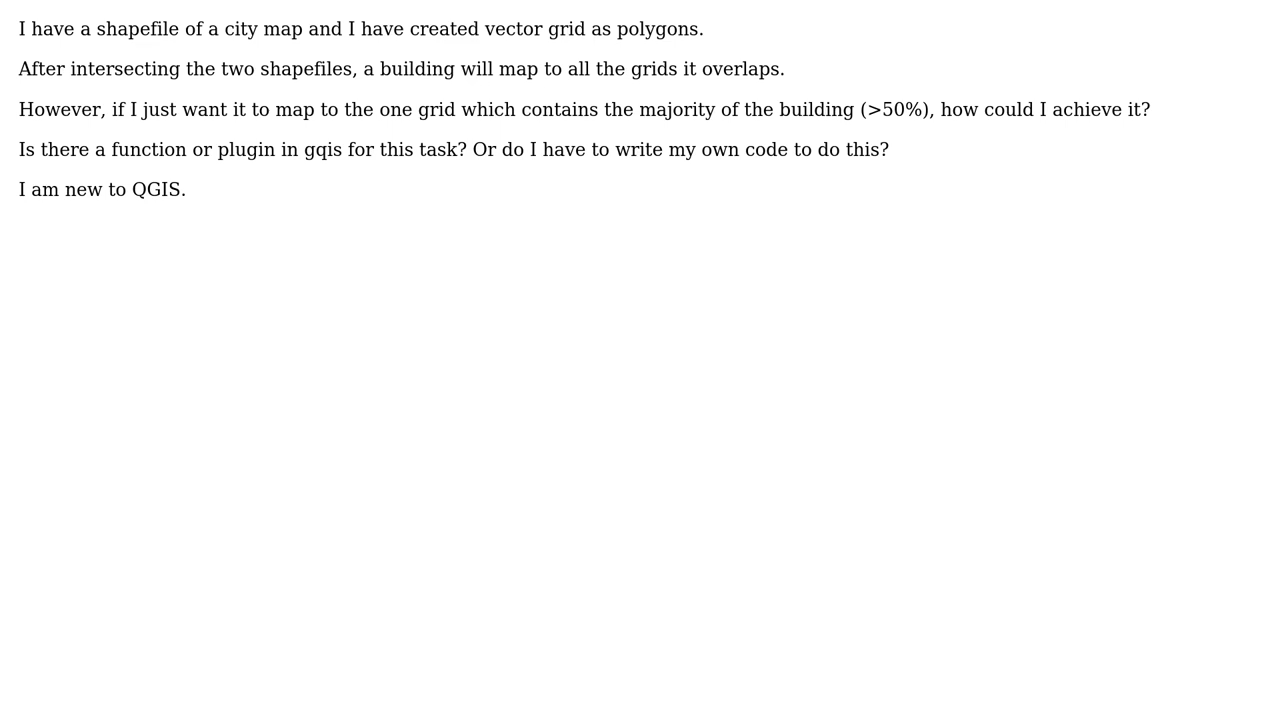 I have a shapefile of a city map and I have created vector grid as polygons.
After intersecting the two shapefiles, a building will map to all the grids it overlaps.
However, if I just want it to map to the one grid which contains the majority of the building (>50%), how could I achieve it?
Is there a function or plugin in gqis for this task? Or do I have to write my own code to do this?
I am new to QGIS.